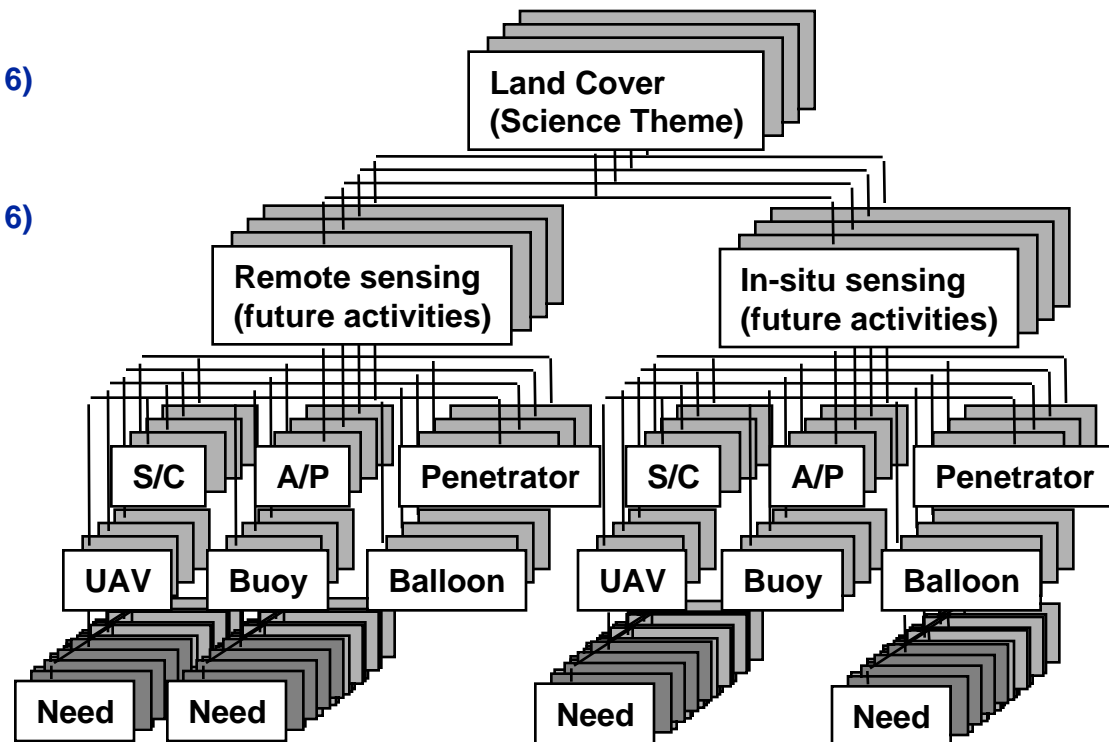 6)
Land Cover
(Science Theme)
6)
Remote sensing
(future activities)
In-situ sensing
(future activities)
S/C
A/P
Penetrator
S/C
A/P
Penetrator
UAV
Buoy
Balloon
UAV
Buoy
Balloon
Need
Need
Need
Need